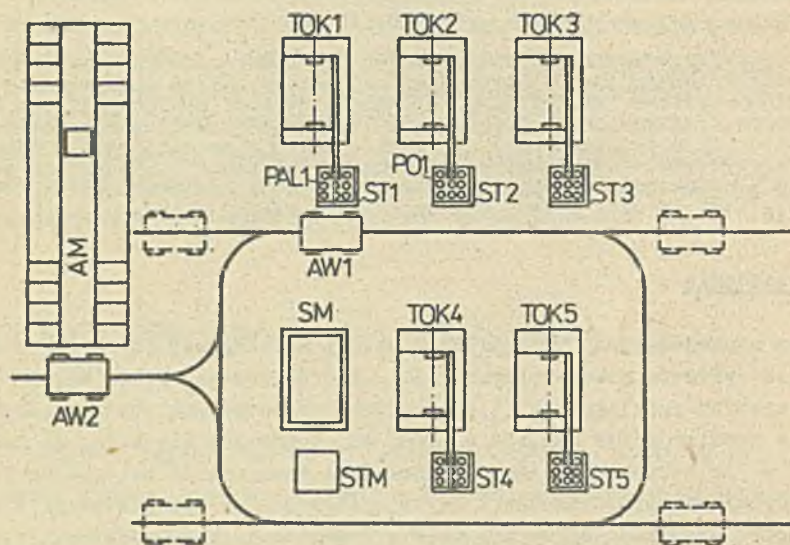 TOK1 TOK2 TOK3
PAL1 ST1 PO1 ST2 ST3
AM
AW1
SM TOK4 TOK5
AW2
STM ST4 ST5